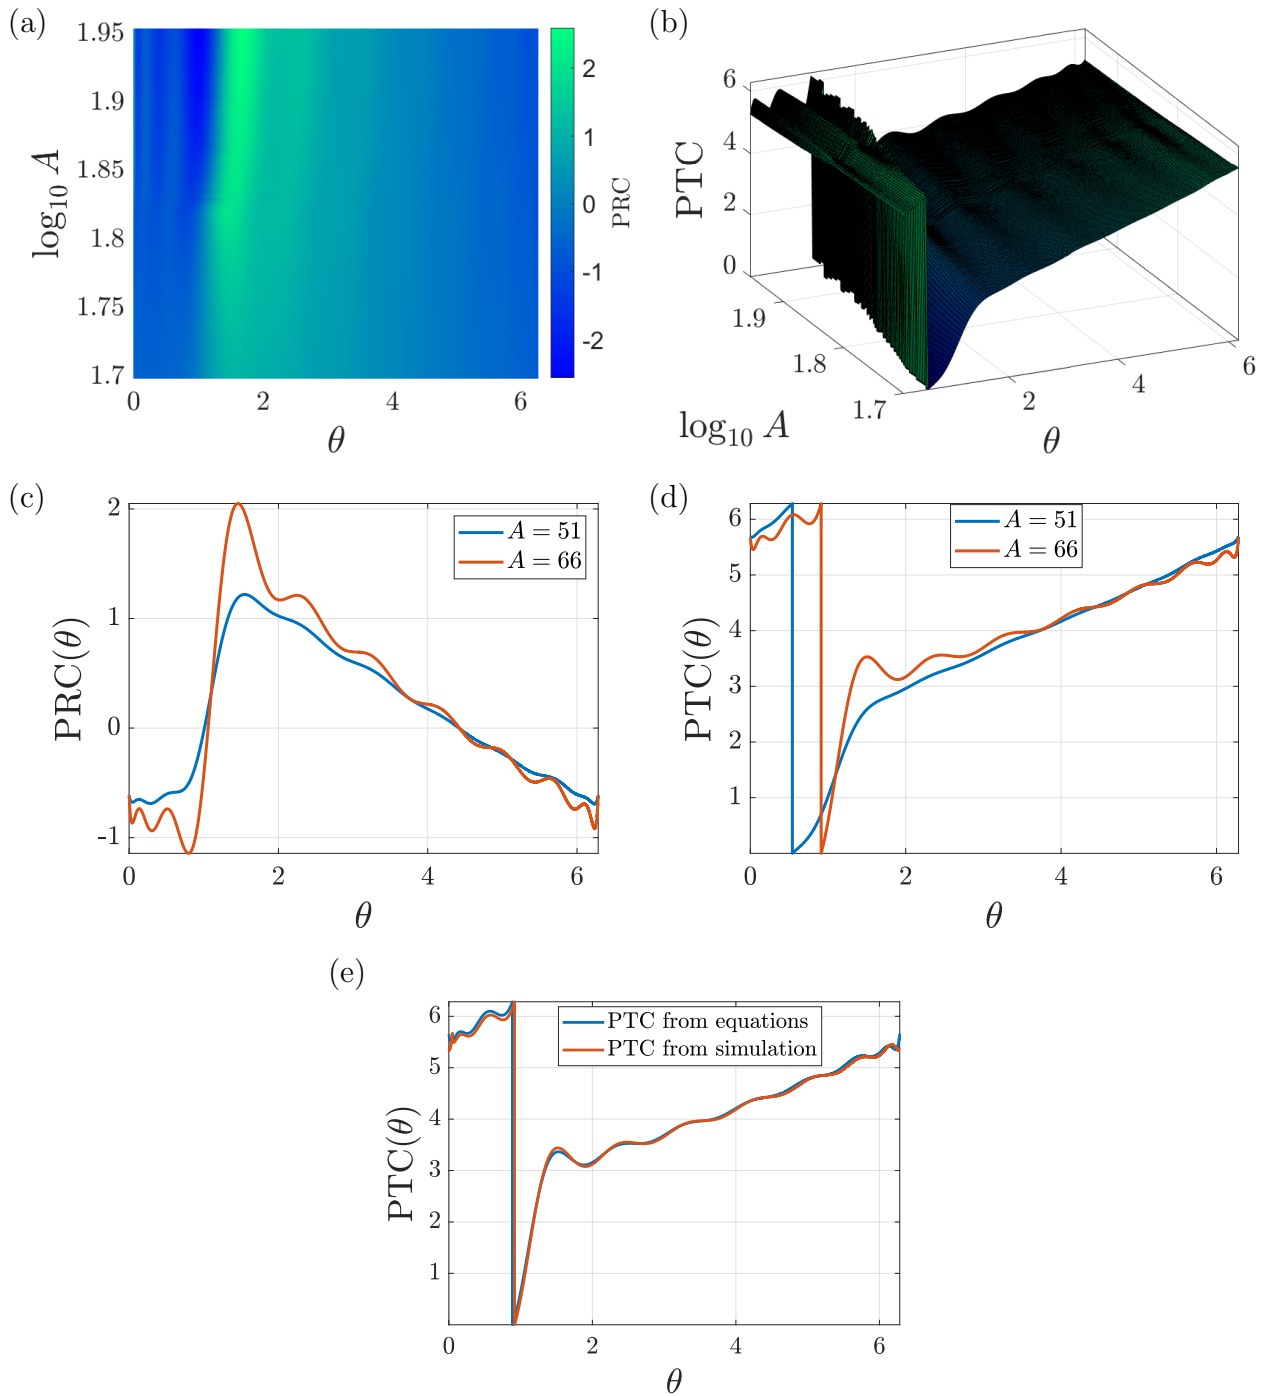 (a)
1.95
1.9
1.85
1.8
1.75
1.7
log₁₀ A
0 2 4 6
θ
2
1
0
-1
-2
PRC
(b)
6
4
2
0
PTC
1.9
1.8
1.7
log₁₀ A
2
4
6
θ
(c)
2
1
0
-1
PRC(θ)
A = 51
A = 66
0 2 4 6
θ
(d)
6
5
4
3
2
1
PTC(θ)
A = 51
A = 66
0 2 4 6
θ
(e)
6
5
4
3
2
1
PTC(θ)
PTC from equations
PTC from simulation
0 2 4 6
θ